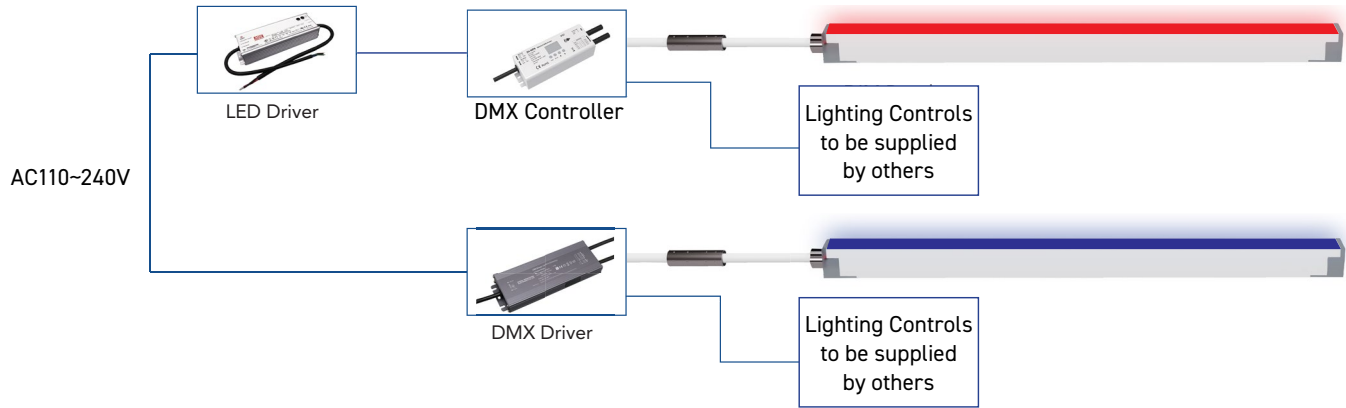 LED Driver
DMX Controller
Lighting Controls
to be supplied
by others
AC110~240V
DMX Driver
Lighting Controls
to be supplied
by others